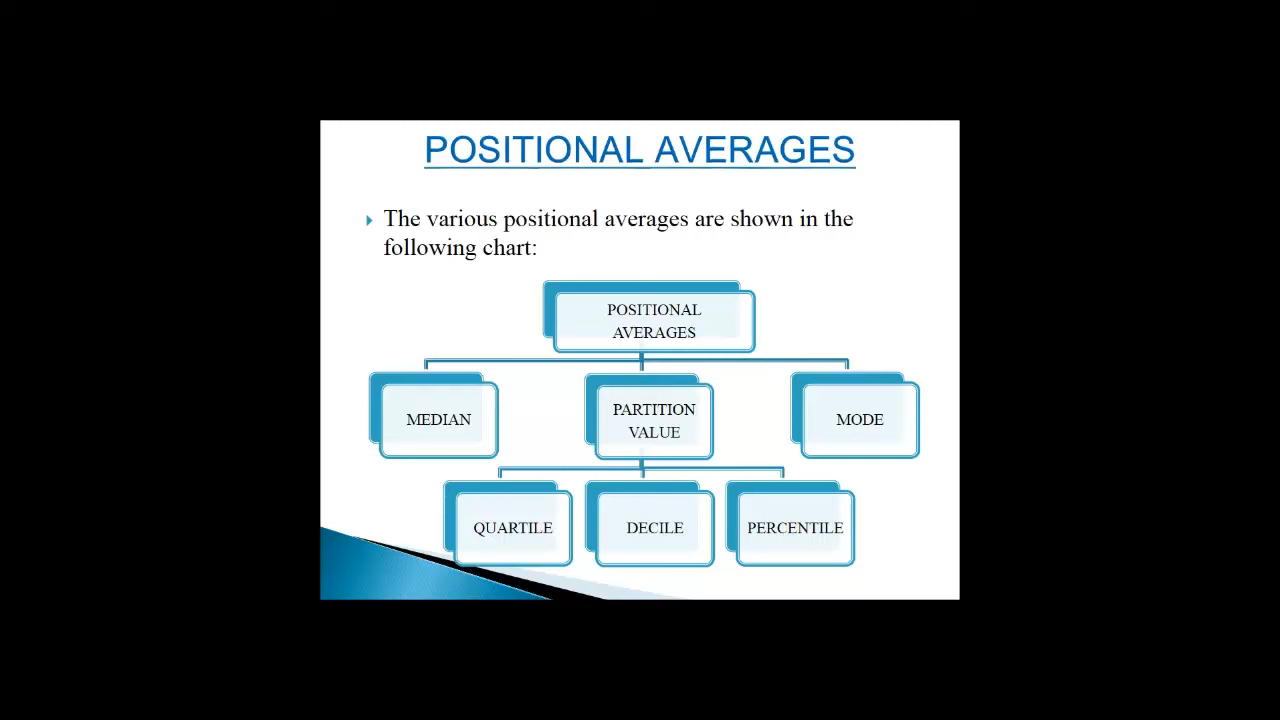 POSITIONAL AVERAGES
The various positional averages are shown in the
following chart:
POSITIONAL
AVERAGES
MEDIAN
PARTITION
VALUE
MODE
QUARTILE
DECILE
PERCENTILE